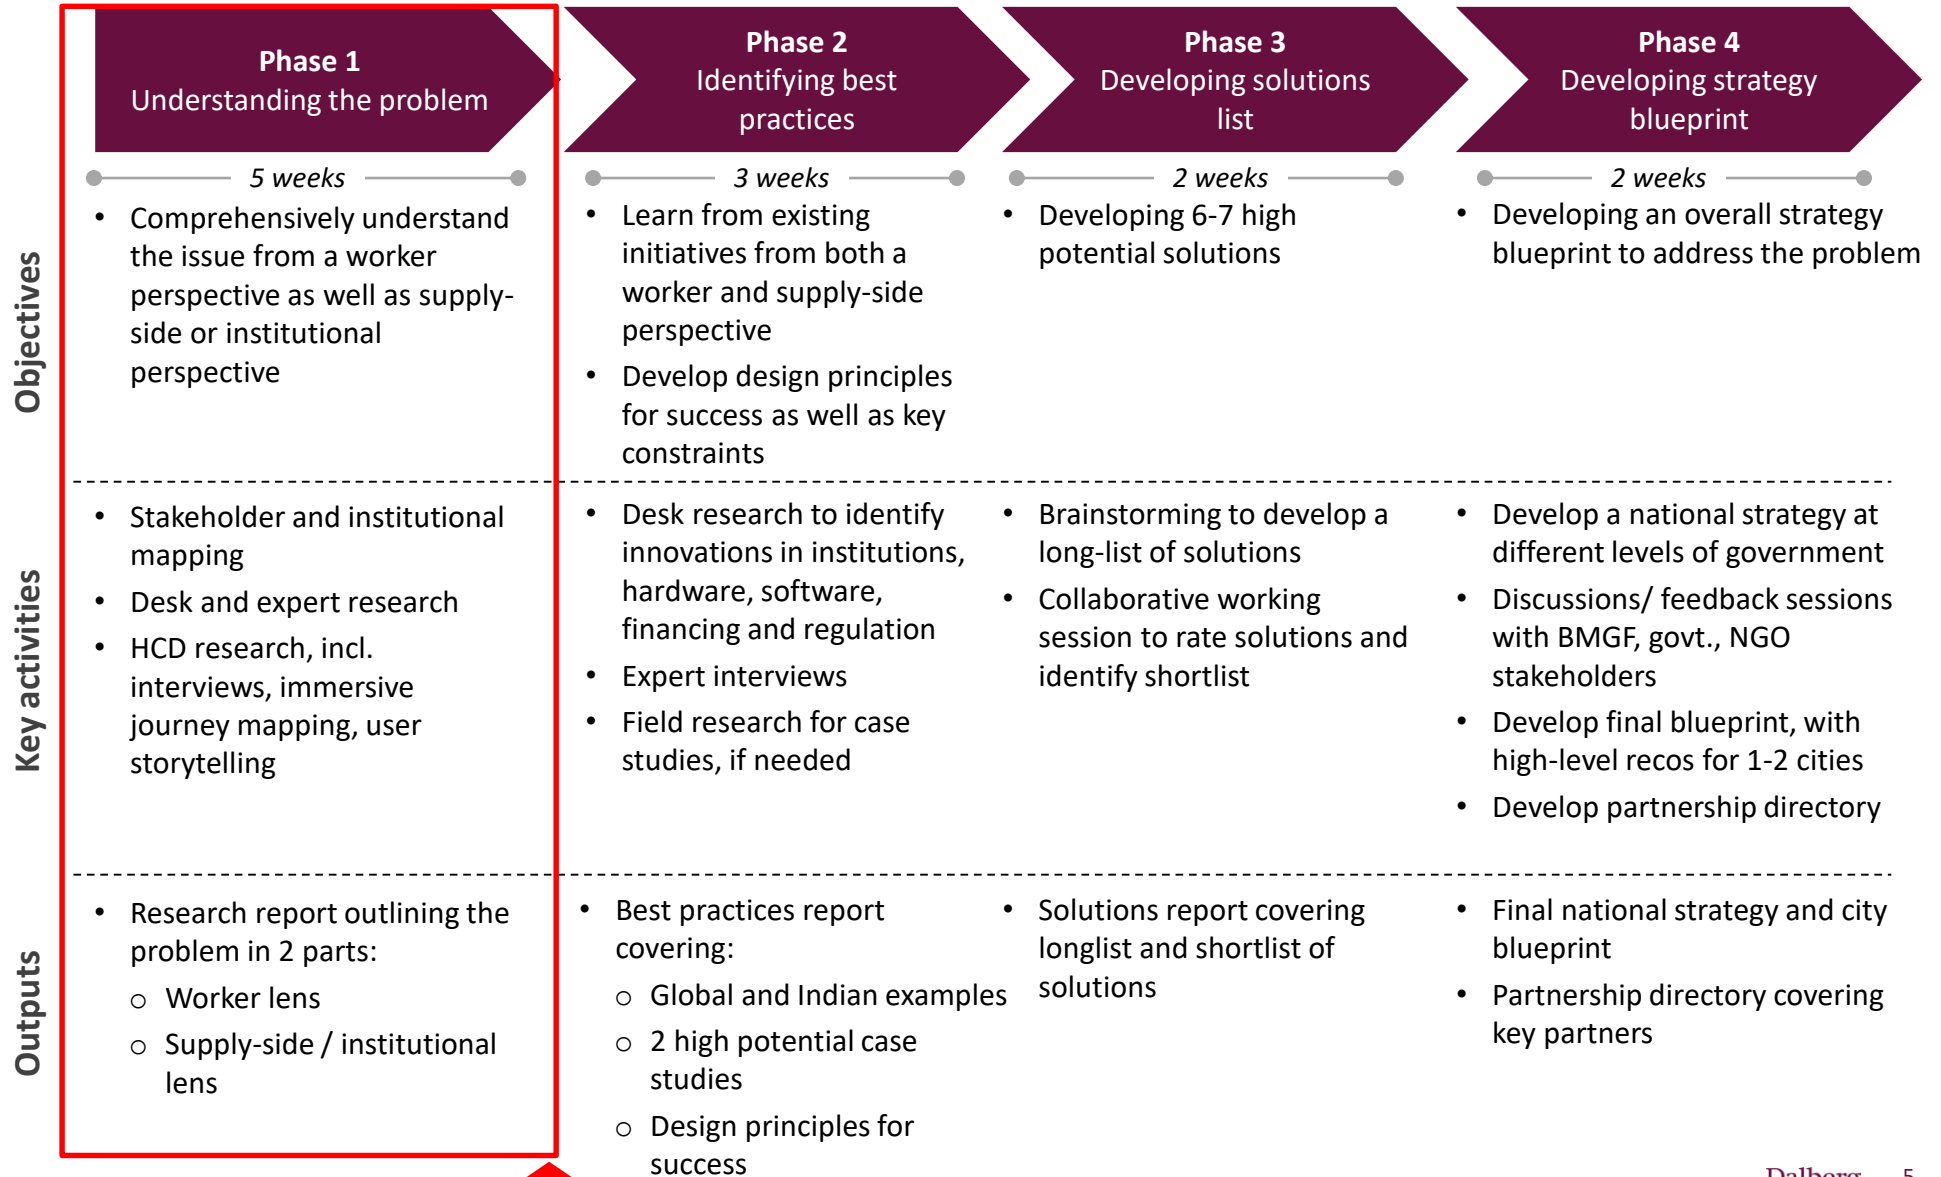 Phase 1
Understanding the problem
Phase 2
Identifying best
practices
Phase 3
Developing solutions
list
Phase 4
Developing strategy
blueprint
5 weeks
3 weeks
2 weeks
2 weeks
Objectives
• Comprehensively understand
the issue from a worker
perspective as well as supply-
side or institutional
perspective
• Learn from existing
initiatives from both a
worker and supply-side
perspective
• Develop design principles
for success as well as key
constraints
• Developing 6-7 high
potential solutions
• Developing an overall strategy
blueprint to address the problem
Key activities
• Stakeholder and institutional
mapping
• Desk and expert research
• HCD research, incl.
interviews, immersive
journey mapping, user
storytelling
• Desk research to identify
innovations in institutions,
hardware, software,
financing and regulation
• Expert interviews
• Field research for case
studies, if needed
• Brainstorming to develop a
long-list of solutions
• Collaborative working
session to rate solutions and
identify shortlist
• Develop a national strategy at
different levels of government
• Discussions/ feedback sessions
with BMGF, govt., NGO
stakeholders
• Develop final blueprint, with
high-level recos for 1-2 cities
• Develop partnership directory
Outputs
• Research report outlining the
problem in 2 parts:
o Worker lens
o Supply-side / institutional
lens
• Best practices report
covering:
o Global and Indian examples
o 2 high potential case
studies
o Design principles for
success
• Solutions report covering
longlist and shortlist of
solutions
• Final national strategy and city
blueprint
• Partnership directory covering
key partners
Dalberg 5